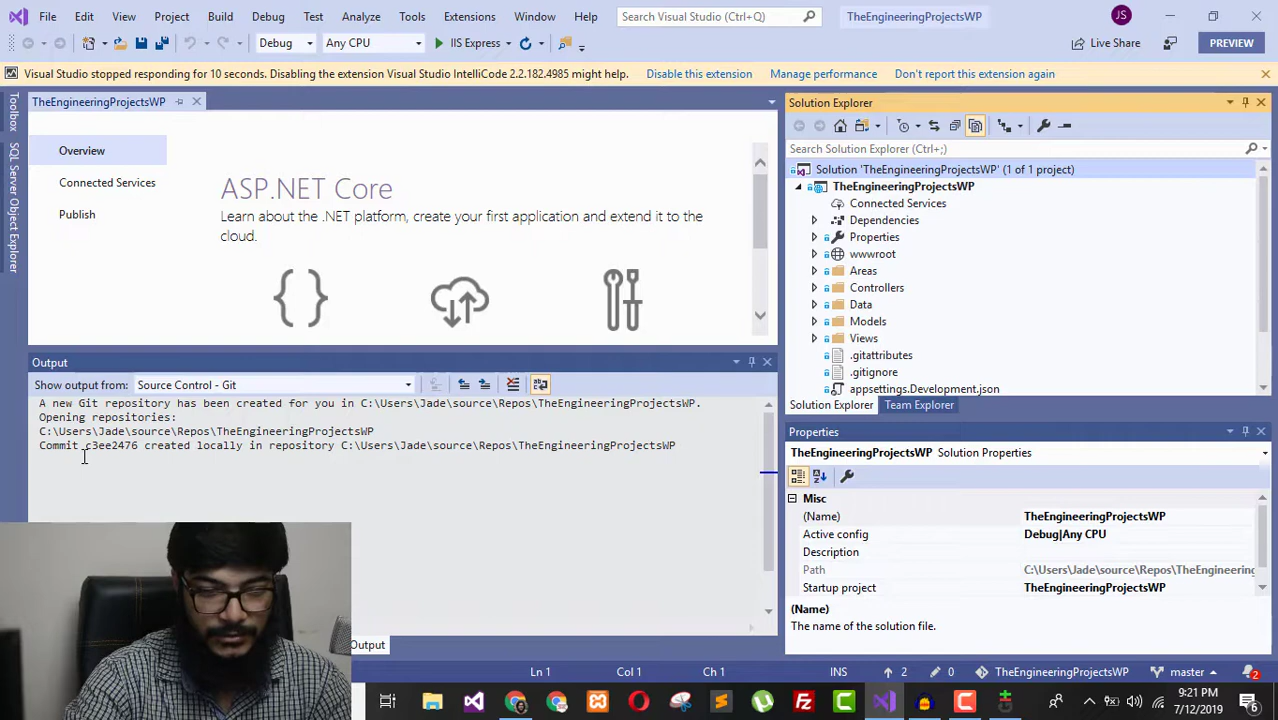 File Edit View Project Build Debug Test Analyze Tools Extensions Window Help Search Visual Studio (Ctrl+Q) TheEngineeringProjectsWP JS
Debug Any CPU IIS Express Live Share PREVIEW
Visual Studio stopped responding for 10 seconds. Disabling the extension Visual Studio IntelliCode 2.2.182.4985 might help. Disable this extension Manage performance Don't report this extension again
Toolbox
SQL Server Object Explorer
TheEngineeringProjectsWP
Overview
Connected Services
Publish
ASP.NET Core
Learn about the .NET platform, create your first application and extend it to the
cloud.
Output
Show output from: Source Control - Git
A new Git repository has been created for you in C:\Users\Jade\source\Repos\TheEngineeringProjectsWP.
Opening repositories:
C:\Users\Jade\source\Repos\TheEngineeringProjectsWP
Commit c3ee2476 created locally in repository C:\Users\Jade\source\Repos\TheEngineeringProjectsWP
Output
Solution Explorer
Search Solution Explorer (Ctrl+;)
Solution 'TheEngineeringProjectsWP' (1 of 1 project)
TheEngineeringProjectsWP
Connected Services
Dependencies
Properties
wwwroot
Areas
Controllers
Data
Models
Views
.gitattributes
.gitignore
appsettings.Development.json
Solution Explorer Team Explorer
Properties
TheEngineeringProjectsWP Solution Properties
Misc
(Name) TheEngineeringProjectsWP
Active config Debug|Any CPU
Description
Path C:\Users\Jade\source\Repos\TheEngineering
Startup project TheEngineeringProjectsWP
(Name)
The name of the solution file.
Ln 1 Col 1 Ch 1 INS 2 0 TheEngineeringProjectsWP master 2
9:21 PM
7/12/2019
6